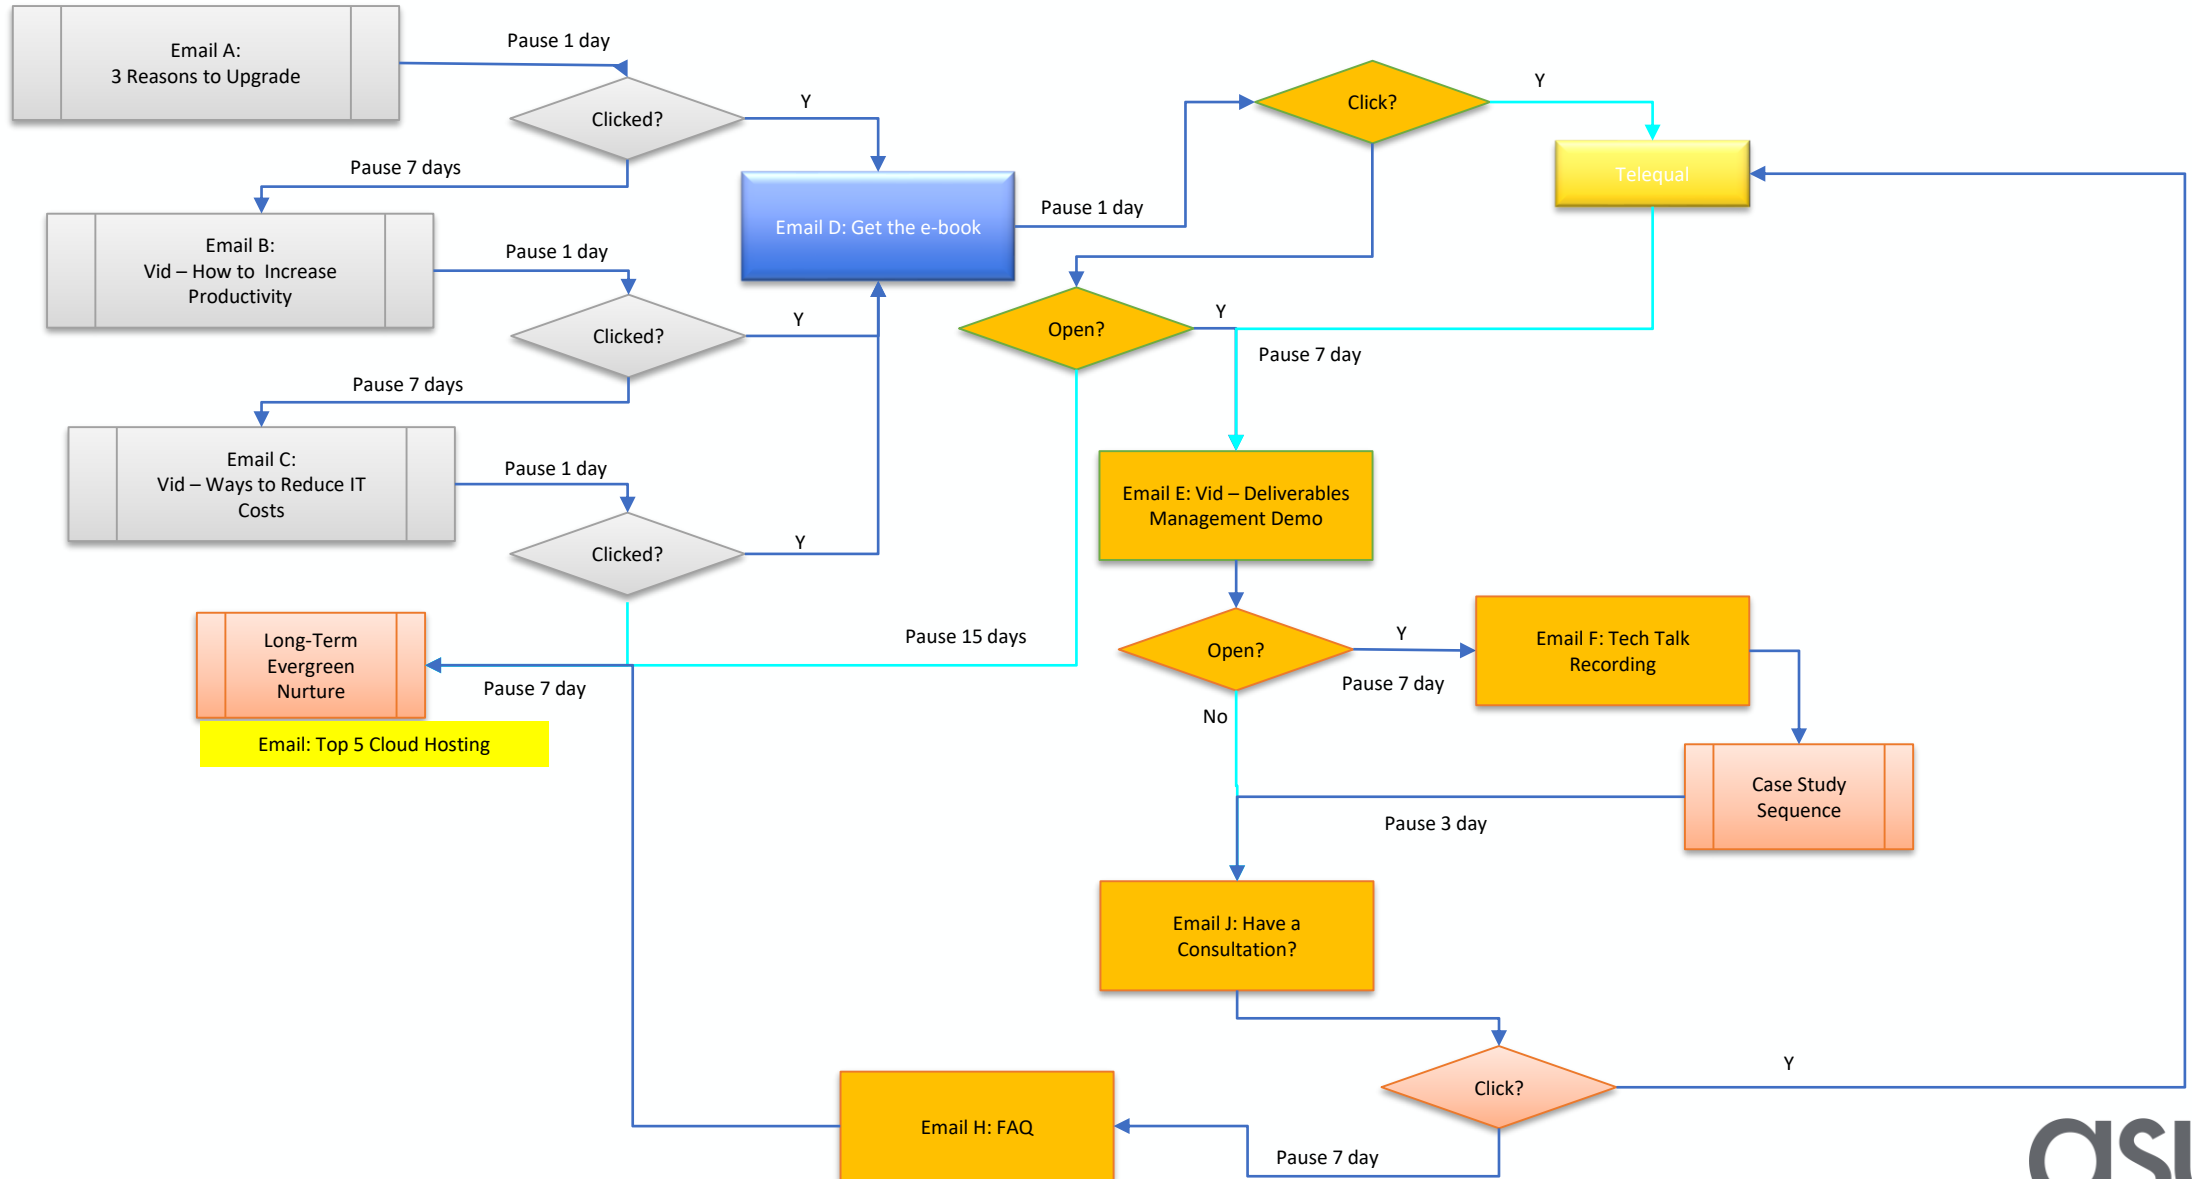 Email A:
3 Reasons to Upgrade
Pause 1 day
Clicked?
Y
Click?
Y
Telequal
Pause 7 days
Email B:
Vid – How to  Increase
Productivity
Pause 1 day
Clicked?
Y
Email D: Get the e-book
Pause 1 day
Open?
Y
Pause 7 day
Pause 7 days
Email C:
Vid – Ways to Reduce IT
Costs
Pause 1 day
Clicked?
Y
Email E: Vid – Deliverables
Management Demo
Long-Term
Evergreen
Nurture
Pause 7 day
Pause 15 days
Email: Top 5 Cloud Hosting
Open?
Y
Pause 7 day
No
Email F: Tech Talk
Recording
Case Study
Sequence
Pause 3 day
Email J: Have a
Consultation?
Click?
Y
Email H: FAQ
Pause 7 day